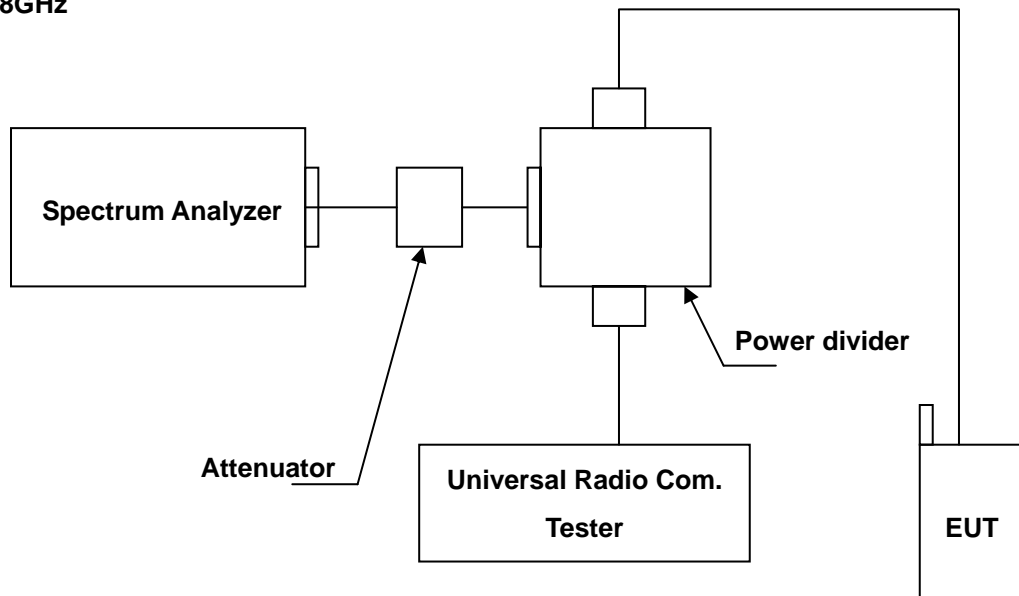 8GHz
Spectrum Analyzer
Power divider
Attenuator
Universal Radio Com.
Tester
EUT